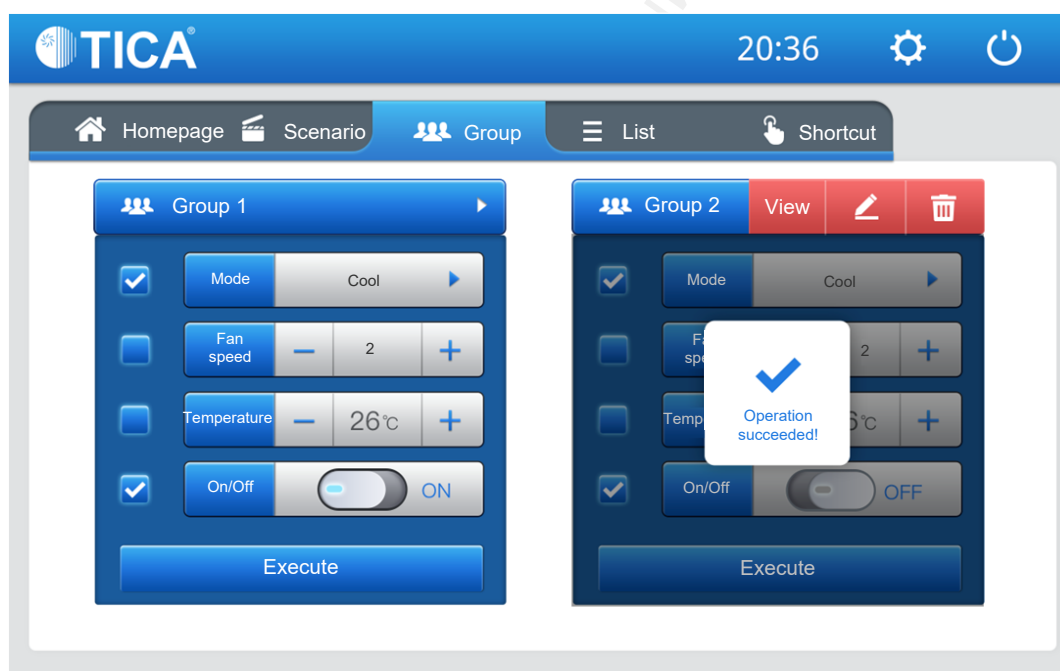 TICA®
20:36
Homepage Scenario Group List Shortcut
Group 1
Mode Cool
Fan
speed
2
Temperature 26℃
On/Off ON
Execute
Group 2 View
Mode Cool
2
℃
On/Off OFF
Execute
Operation
succeeded!